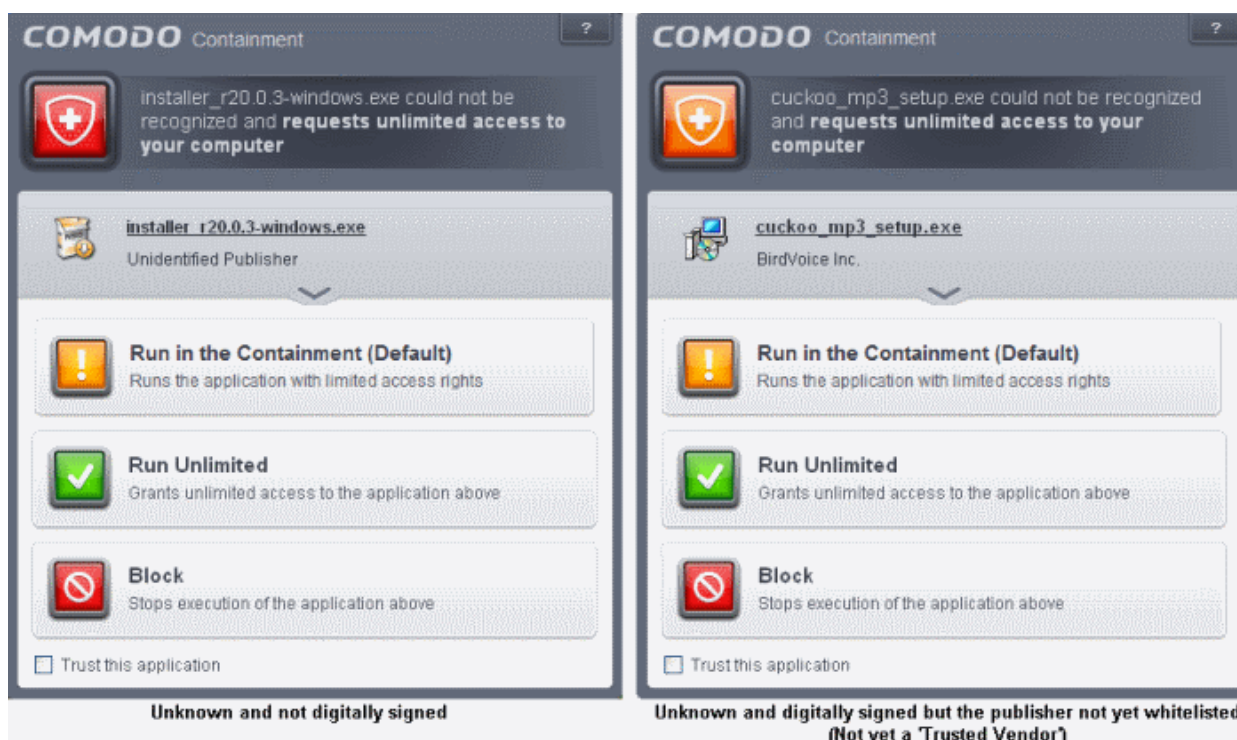 COMODO Containment ?
installer_r20.0.3-windows.exe could not be
recognized and requests unlimited access to
your computer
installer_r20.0.3-windows.exe
Unidentified Publisher
Run in the Containment (Default)
Runs the application with limited access rights
Run Unlimited
Grants unlimited access to the application above
Block
Stops execution of the application above
Trust this application
Unknown and not digitally signed
COMODO Containment ?
cuckoo_mp3_setup.exe could not be recognized
and requests unlimited access to your
computer
cuckoo_mp3_setup.exe
BirdVoice Inc.
Run in the Containment (Default)
Runs the application with limited access rights
Run Unlimited
Grants unlimited access to the application above
Block
Stops execution of the application above
Trust this application
Unknown and digitally signed but the publisher not yet whitelisted
(Not yet a 'Trusted Vendor')